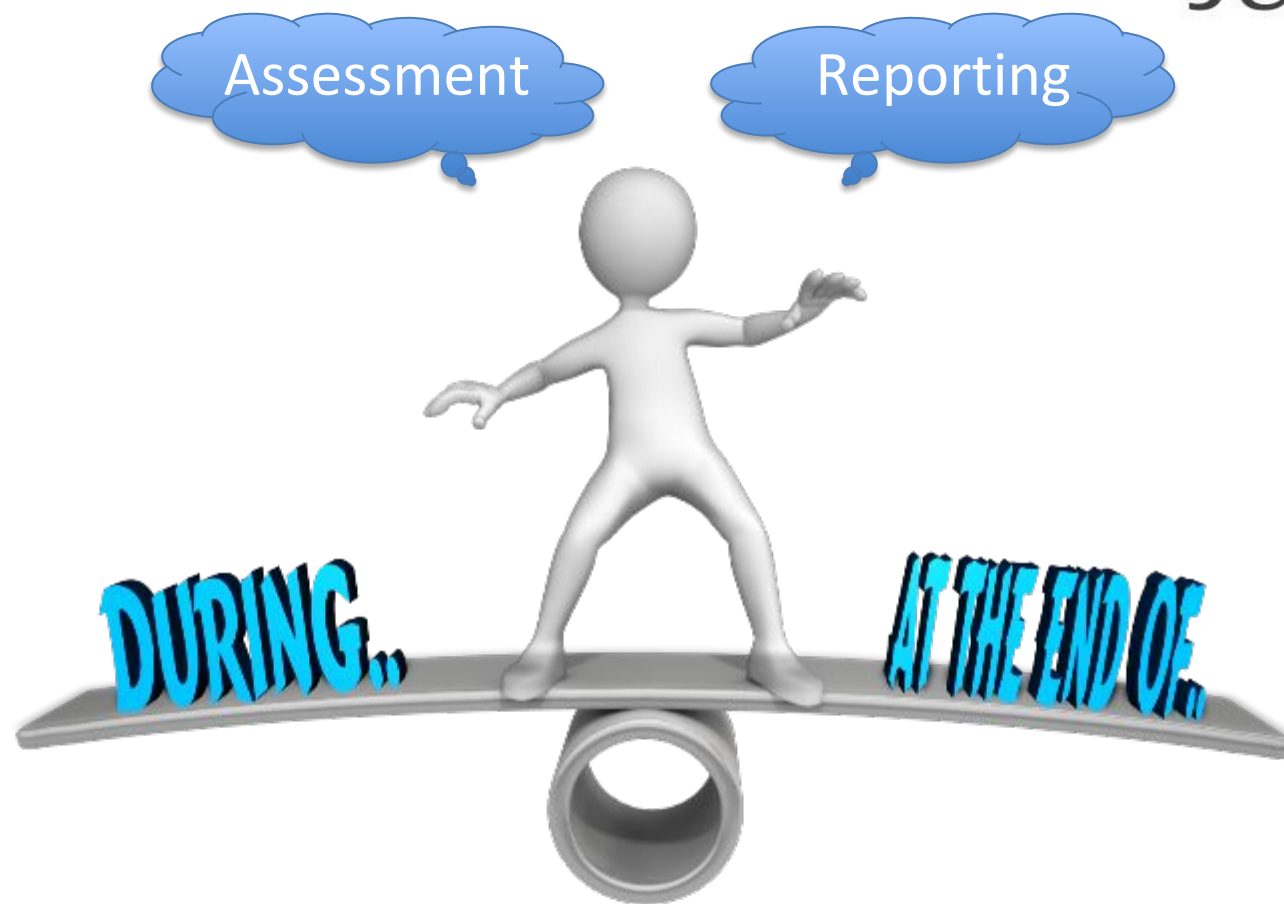 Assessment
Reporting
DURING..
AT THE END OF..